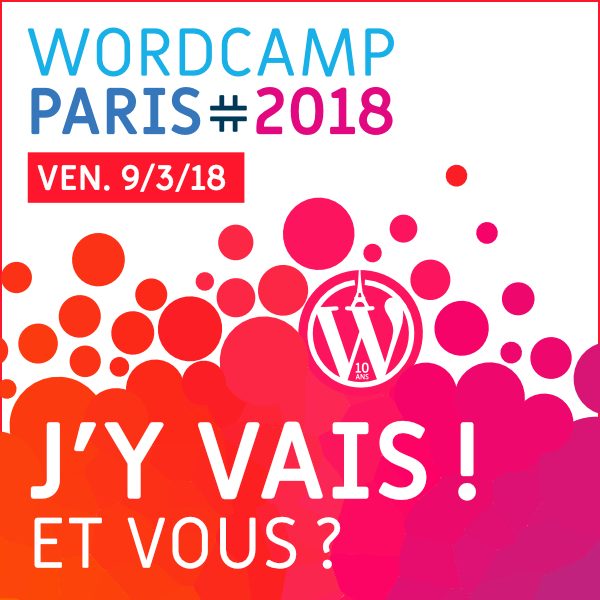 WORDCAMP
PARIS#2018
VEN. 9/3/18
W
10
ANS
J'Y VAIS !
ET VOUS ?